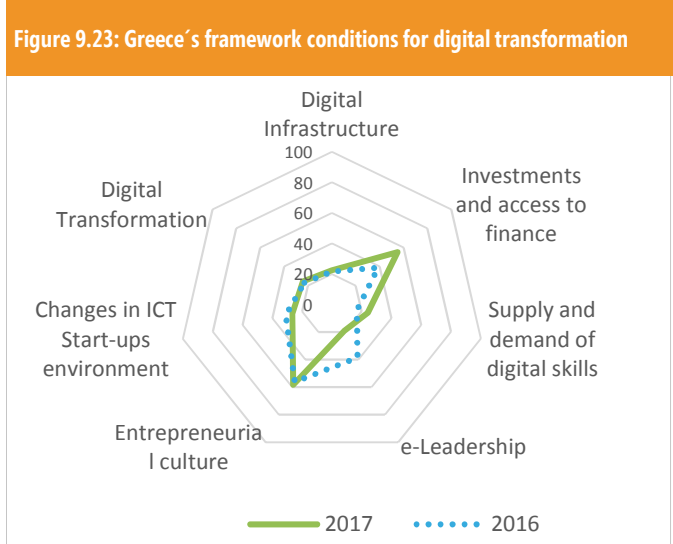 Figure 9.23: Greece´s framework conditions for digital transformation
Digital
Infrastructure
100
80
60
40
20
0
Investments
and access to
finance
Supply and
demand of
digital skills
e-Leadership
Entrepreneuria
l culture
Changes in ICT
Start-ups
environment
Digital
Transformation
2017
2016